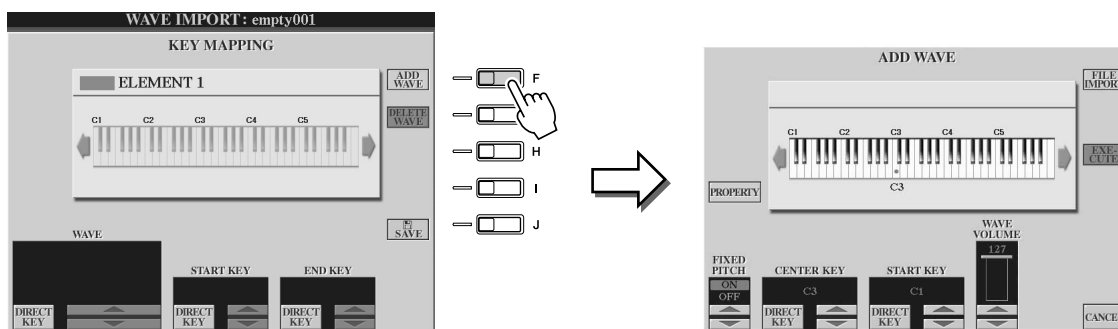 WAVE IMPORT : empty001
KEY MAPPING
ELEMENT 1
ADD
WAVE
DELETE
WAVE
C1 C2 C3 C4 C5
SAVE
WAVE
START KEY
END KEY
DIRECT
KEY
DIRECT
KEY
DIRECT
KEY
F
H
I
J
ADD WAVE
FILE
IMPOR
C1 C2 C3 C4 C5
C3
EXE-
CUTE
PROPERTY
WAVE
VOLUME
127
FIXED
PITCH
ON
OFF
CENTER KEY
C3
DIRECT
KEY
START KEY
C1
DIRECT
KEY
CANCE